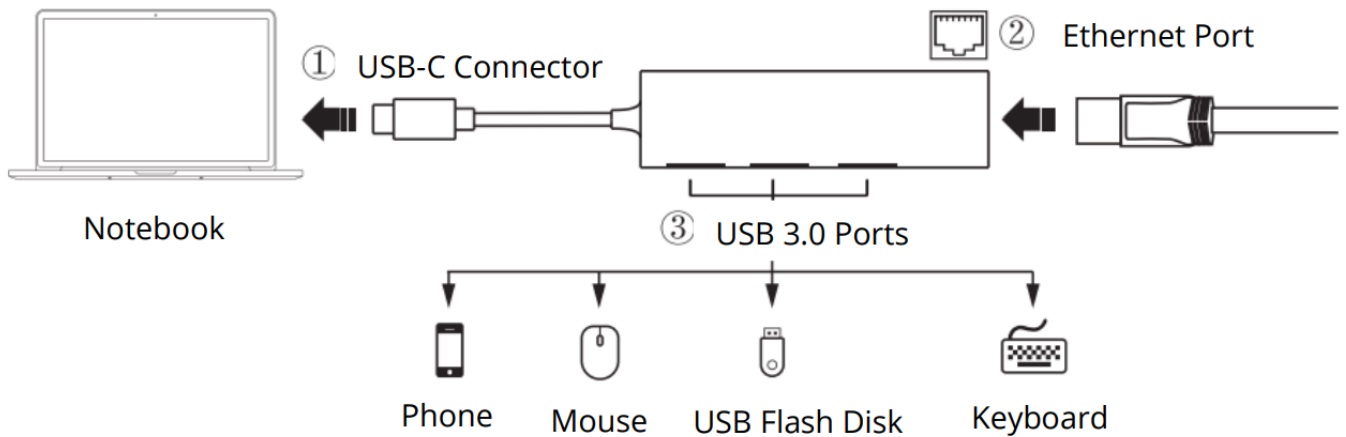 ① USB-C Connector
② Ethernet Port
Notebook
③ USB 3.0 Ports
Phone
Mouse
USB Flash Disk
Keyboard